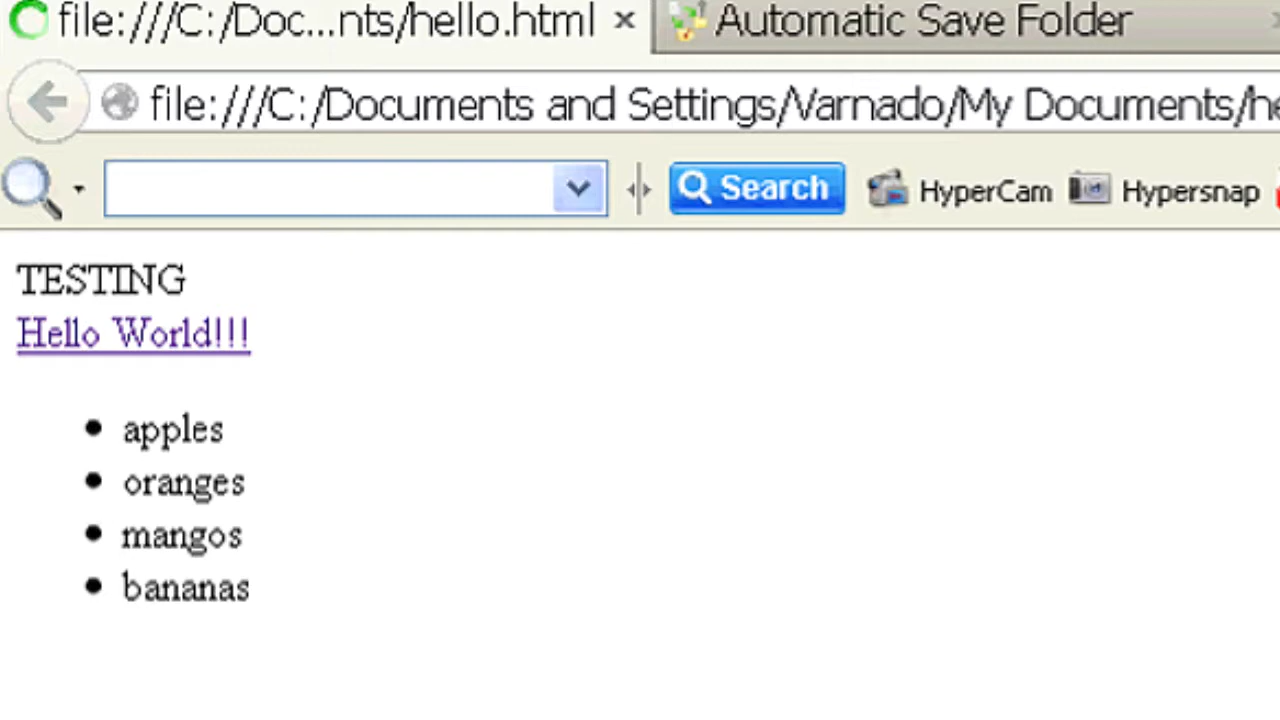 file:///C:/Doc...nts/hello.html × Automatic Save Folder
file:///C:/Documents and Settings/Varnado/My Documents/he
Search HyperCam Hypersnap
TESTING
Hello World!!!
apples
oranges
mangos
bananas